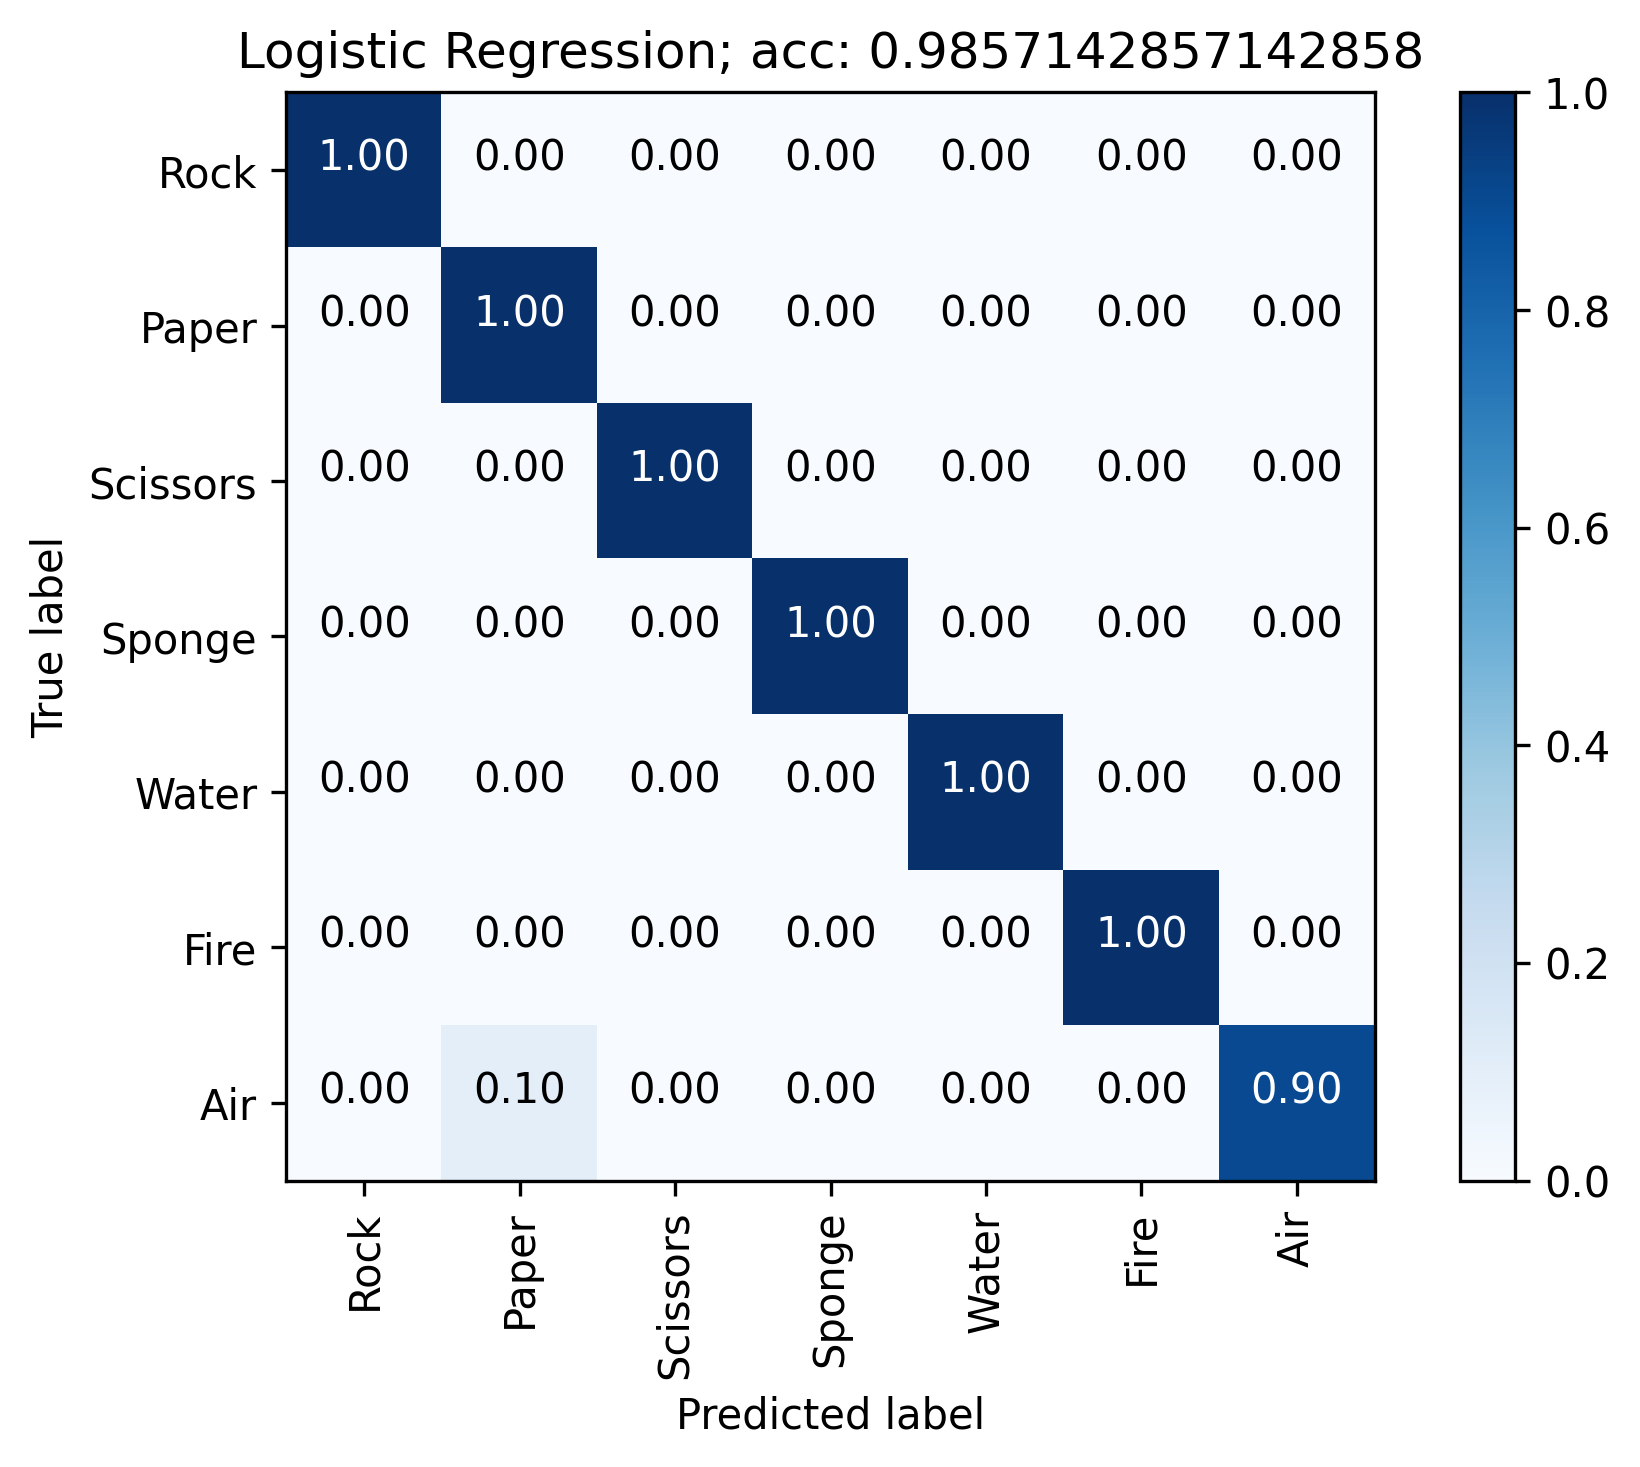 Logistic Regression; acc: 0.9857142857142858
Rock 1.00 0.00 0.00 0.00 0.00 0.00 0.00
Paper 0.00 1.00 0.00 0.00 0.00 0.00 0.00
Scissors 0.00 0.00 1.00 0.00 0.00 0.00 0.00
Sponge 0.00 0.00 0.00 1.00 0.00 0.00 0.00
Water 0.00 0.00 0.00 0.00 1.00 0.00 0.00
Fire 0.00 0.00 0.00 0.00 0.00 1.00 0.00
Air 0.00 0.10 0.00 0.00 0.00 0.00 0.90
True label
Rock Paper Scissors Sponge Water Fire Air
Predicted label
1.0
0.8
0.6
0.4
0.2
0.0